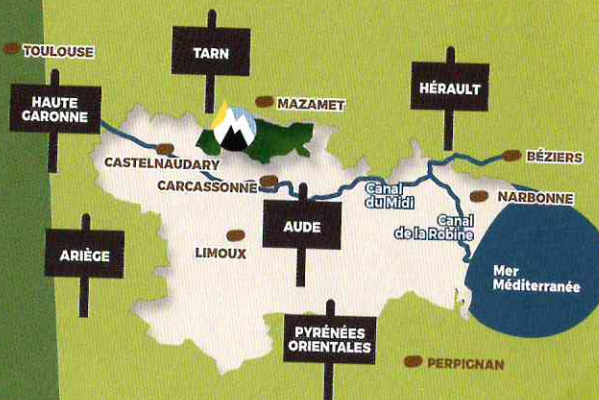 TARN
TOULOUSE
HÉRAULT
HAUTE
GARONNE
MAZAMET
CASTELNAUDARY
BÉZIERS
CARCASSONNE
Canal
du Midi
NARBONNE
AUDE
Canal
de la Robine
ARIÈGE
LIMOUX
Mer
Méditerranée
PYRÉNÉES
ORIENTALES
PERPIGNAN